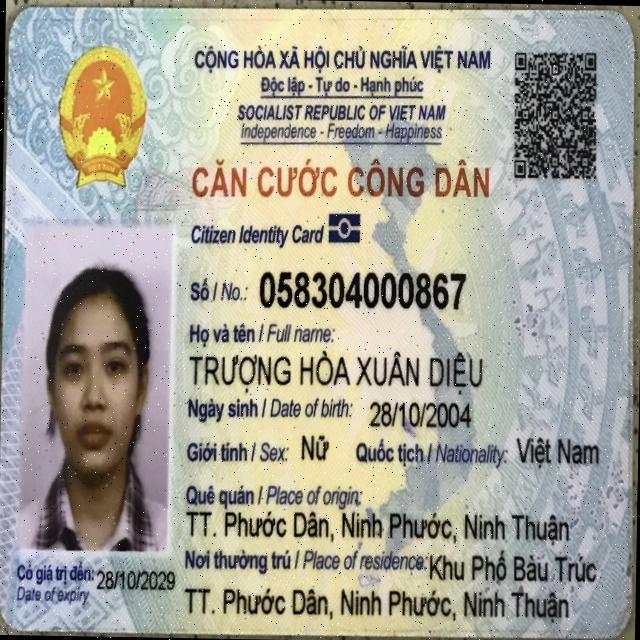 CỘNG HÒA XÃ HỘI CHỦ NGHĨA VIỆT NAM
Độc lập - Tự do - Hạnh phúc
SOCIALIST REPUBLIC OF VIET NAM
Independence - Freedom - Happiness
CĂN CƯỚC CÔNG DÂN
Citizen Identity Card
Số / No.: 058304000867
Họ và tên / Full name:
TRƯỢNG HÒA XUÂN DIỆU
Ngày sinh / Date of birth: 28/10/2004
Giới tính / Sex: Nữ Quốc tịch / Nationality: Việt Nam
Quê quán / Place of origin:
TT. Phước Dân, Ninh Phước, Ninh Thuận
Nơi thường trú / Place of residence: Khu Phố Bàu Trúc
TT. Phước Dân, Ninh Phước, Ninh Thuận
Có giá trị đến: 28/10/2029
Date of expiry